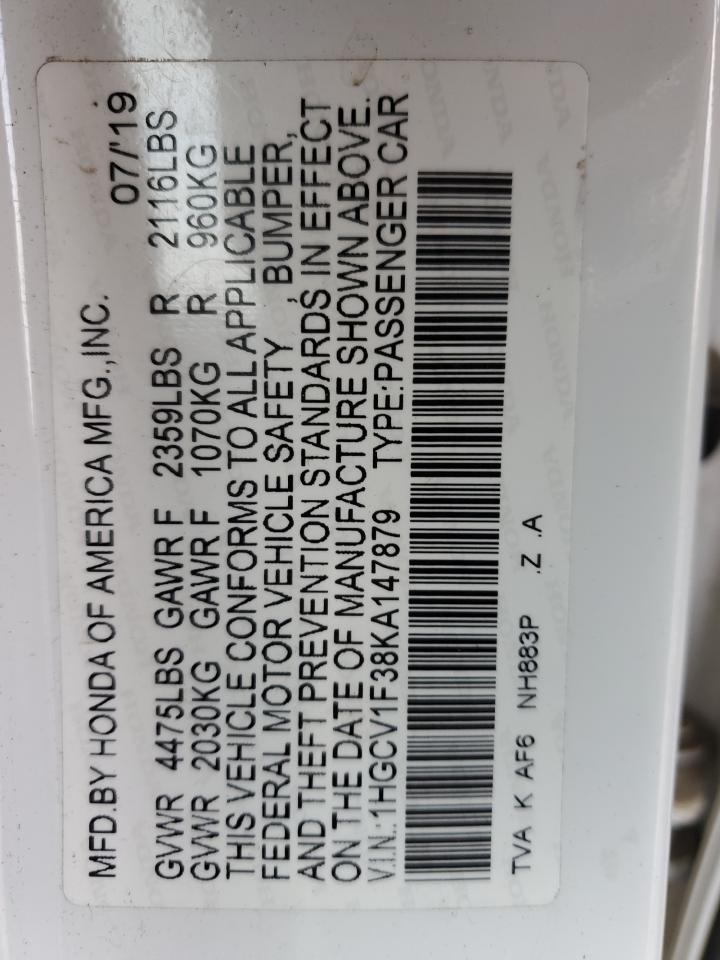 07/'19
MFD.BY HONDA OF AMERICA MFG.,INC.
GVWR 4475LBS GAWR F 2359LBS R 2116LBS
GVWR 2030KG GAWR F 1070KG R 960KG
THIS VEHICLE CONFORMS TO ALL APPLICABLE
FEDERAL MOTOR VEHICLE SAFETY , BUMPER,
AND THEFT PREVENTION STANDARDS IN EFFECT
ON THE DATE OF MANUFACTURE SHOWN ABOVE.
V.I.N.:1HGCV1F38KA147879 TYPE:PASSENGER CAR
TVA K AF6 NH883P .Z .A
HONDA
HONDA